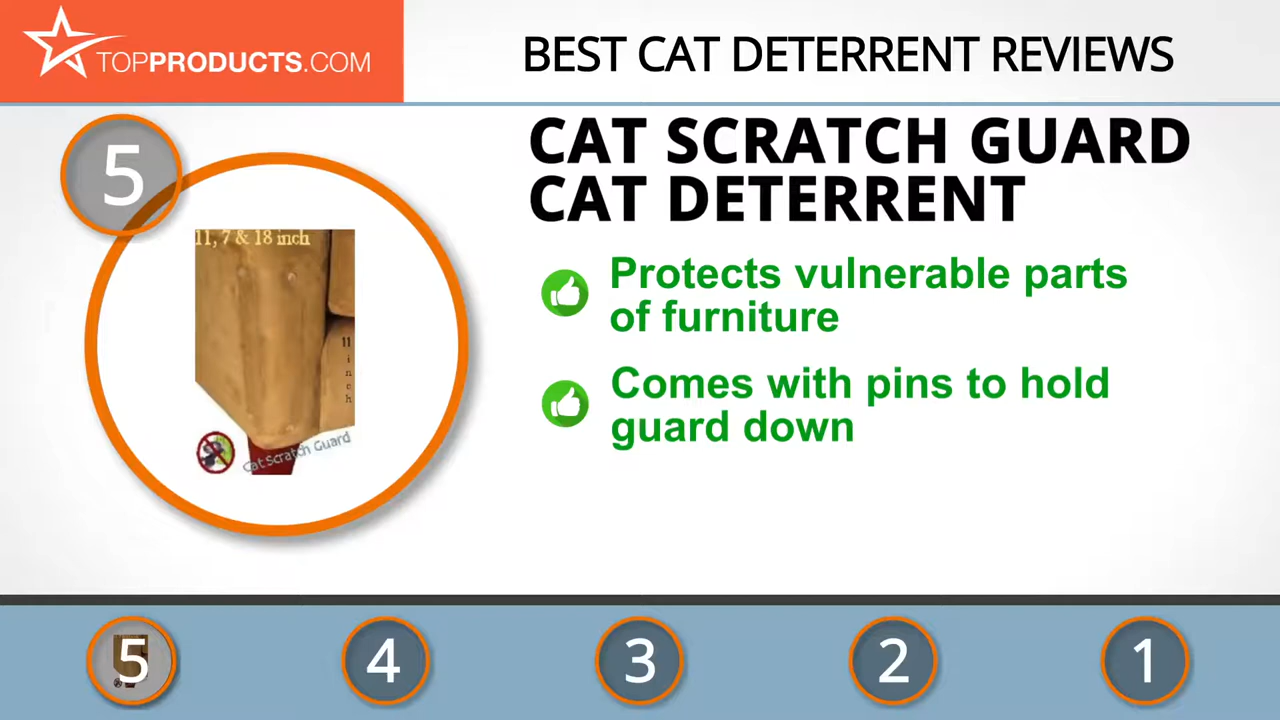 TOPPRODUCTS.COM
BEST CAT DETERRENT REVIEWS
5
CAT SCRATCH GUARD
CAT DETERRENT
11, 7 & 18 inch
11
i
n
c
h
Cat Scratch Guard
Protects vulnerable parts
of furniture
Comes with pins to hold
guard down
5
4
3
2
1